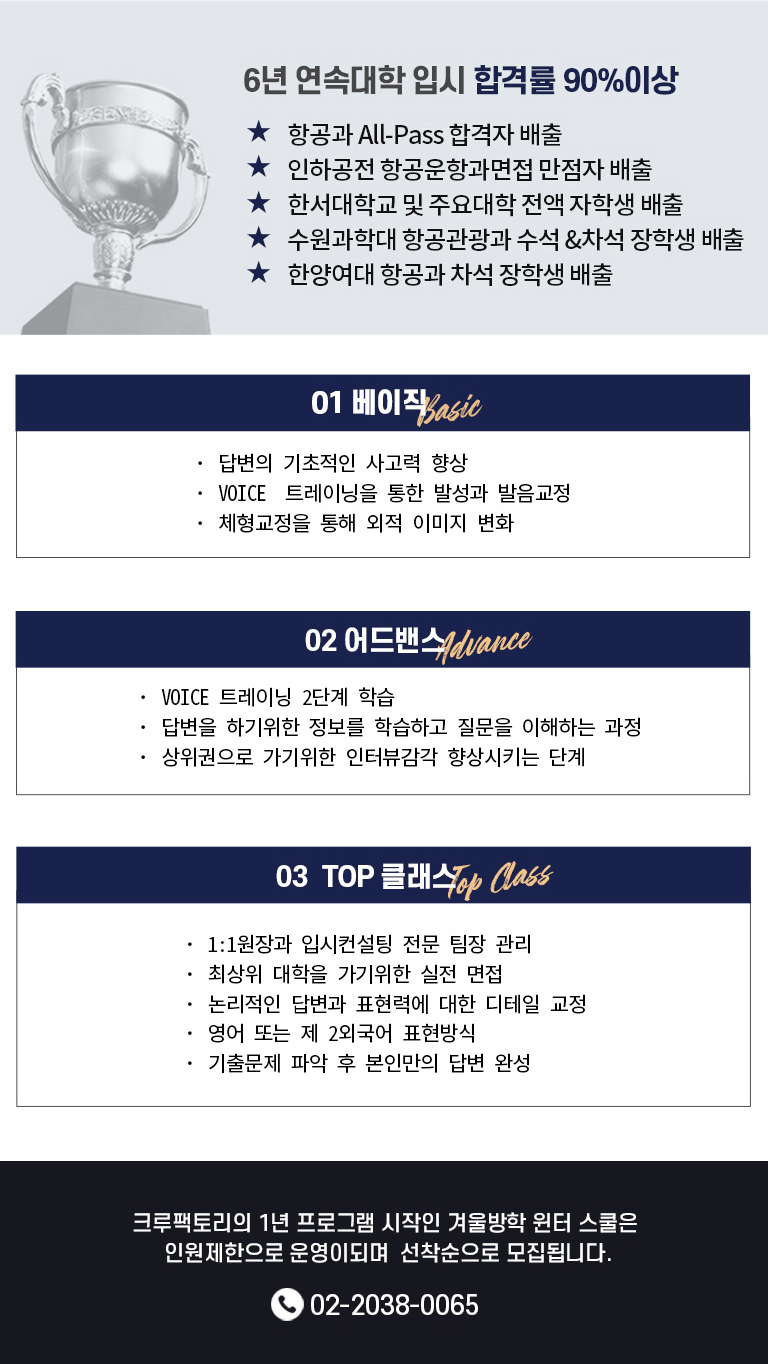 6년 연속대학 입시 합격률 90%이상
★ 항공과 All-Pass 합격자 배출
★ 인하공전 항공운항과면접 만점자 배출
★ 한서대학교 및 주요대학 전액 자학생 배출
★ 수원과학대 항공관광과 수석 &차석 장학생 배출
★ 한양여대 항공과 차석 장학생 배출
01 베이직 Basic
· 답변의 기초적인 사고력 향상
· VOICE 트레이닝을 통한 발성과 발음교정
· 체형교정을 통해 외적 이미지 변화
02 어드밴스 Advance
· VOICE 트레이닝 2단계 학습
· 답변을 하기위한 정보를 학습하고 질문을 이해하는 과정
· 상위권으로 가기위한 인터뷰감각 향상시키는 단계
03 TOP 클래스 Top Class
· 1:1원장과 입시컨설팅 전문 팀장 관리
· 최상위 대학을 가기위한 실전 면접
· 논리적인 답변과 표현력에 대한 디테일 교정
· 영어 또는 제 2외국어 표현방식
· 기출문제 파악 후 본인만의 답변 완성
크루팩토리의 1년 프로그램 시작인 겨울방학 윈터 스쿨은
인원제한으로 운영이되며 선착순으로 모집됩니다.
02-2038-0065